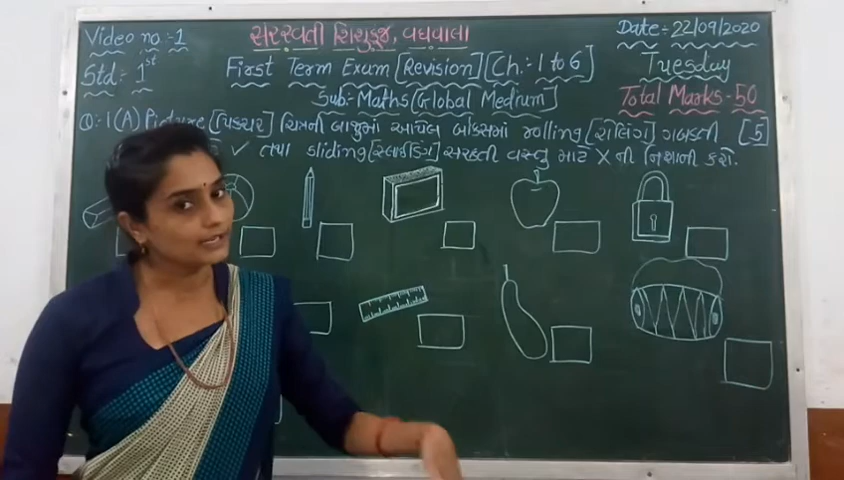 Video no :- 1
સરસ્વતી શિશુકુંજ, વઘવાલા
Date :- 22/09/2020
Std :- 1st
First Term Exam [Revision] [Ch. : 1 to 6]
Tuesday
Sub:- Maths [Global Medium]
Total Marks - 50
Q:1 (A) Picture [પિકચર] ચિત્રની બાજુમાં આપેલ બોક્સમાં rolling [રોલિંગ] ગબડતી [5]
✓ તથા sliding [સ્લાઈડિંગ] સરકતી વસ્તુ માટે X ની નિશાની કરો.